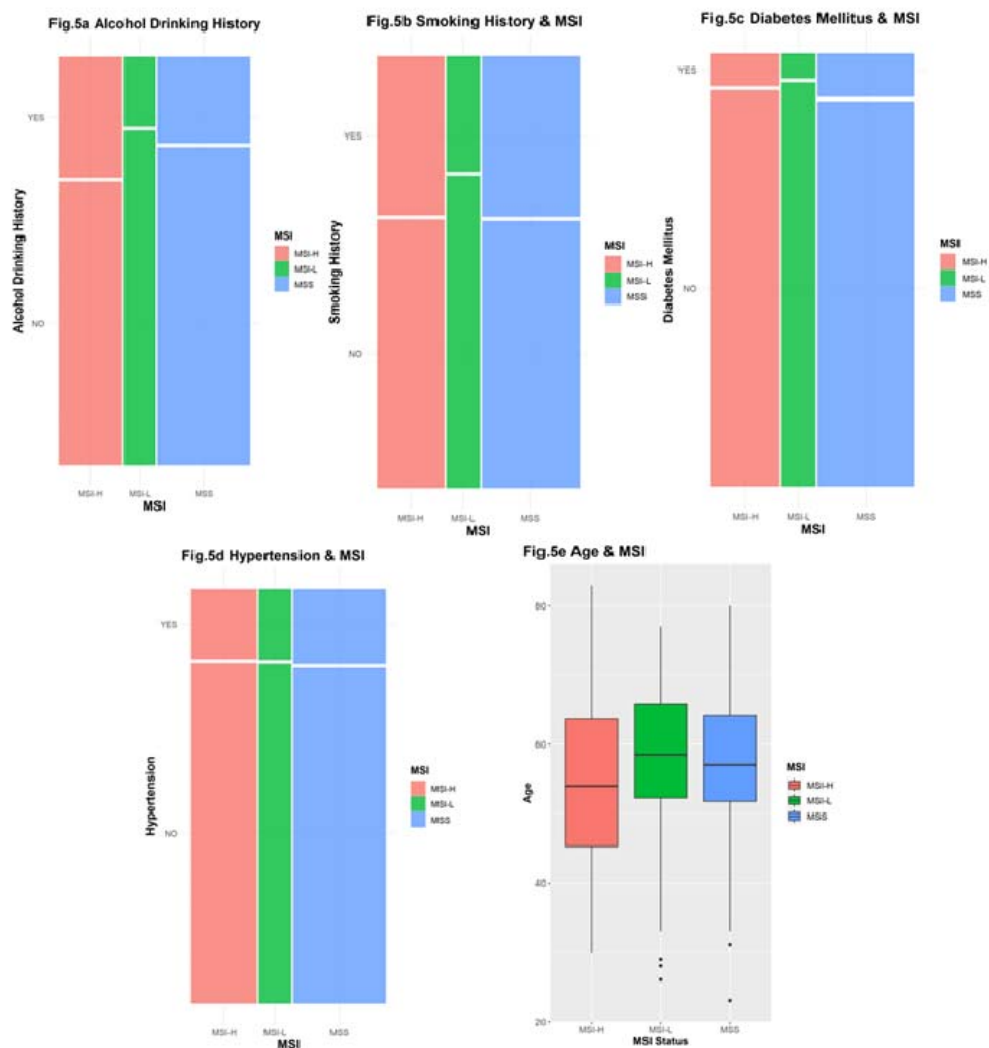 Fig.5a Alcohol Drinking History
YES
NO
Alcohol Drinking History
MSI-H
MSI-L
MSS
MSI
MSI
MSI-H
MSI-L
MSS
Fig.5b Smoking History & MSI
YES
NO
Smoking History
MSI-H
MSI-L
MSS
MSI
MSI
MSI-H
MSI-L
MSS
Fig.5c Diabetes Mellitus & MSI
YES
NO
Diabetes Mellitus
MSI-H
MSI-L
MSS
MSI
MSI
MSI-H
MSI-L
MSS
Fig.5d Hypertension & MSI
YES
NO
Hypertension
MSI-H
MSI-L
MSS
MSI
MSI
MSI-H
MSI-L
MSS
Fig.5e Age & MSI
80
60
40
20
Age
MSI-H
MSI-L
MSS
MSI Status
MSI
MSI-H
MSI-L
MSS